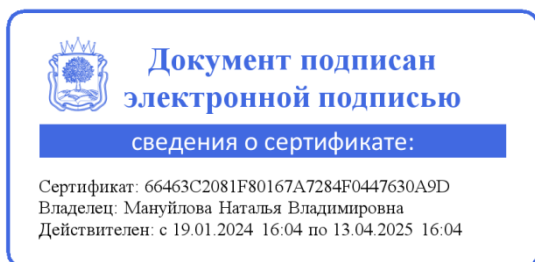 Документ подписан
электронной подписью
сведения о сертификате:
Сертификат: 66463C2081F80167A7284F0447630A9D
Владелец: Мануйлова Наталья Владимировна
Действителен: с 19.01.2024 16:04 по 13.04.2025 16:04